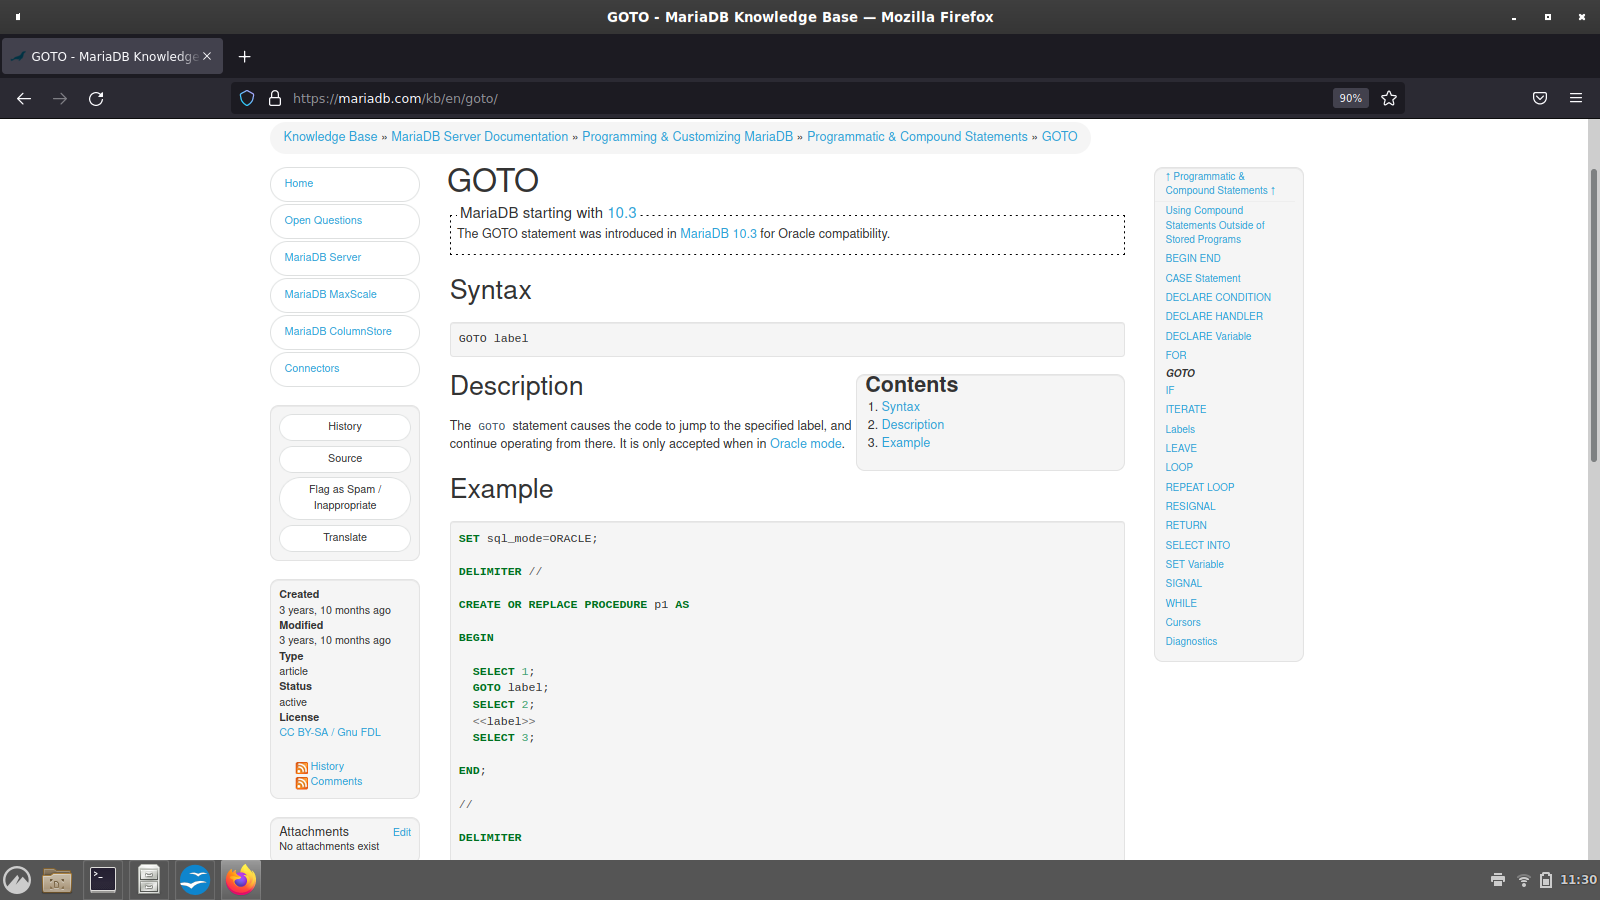 GOTO - MariaDB Knowledge Base — Mozilla Firefox
GOTO - MariaDB Knowledge
https://mariadb.com/kb/en/goto/
90%
Knowledge Base » MariaDB Server Documentation » Programming & Customizing MariaDB » Programmatic & Compound Statements » GOTO
Home
Open Questions
MariaDB Server
MariaDB MaxScale
MariaDB ColumnStore
Connectors
History
Source
Flag as Spam /
Inappropriate
Translate
Created
3 years, 10 months ago
Modified
3 years, 10 months ago
Type
article
Status
active
License
CC BY-SA / Gnu FDL
History
Comments
Attachments Edit
No attachments exist
GOTO
MariaDB starting with 10.3
The GOTO statement was introduced in MariaDB 10.3 for Oracle compatibility.
Syntax
GOTO label
Description
The GOTO statement causes the code to jump to the specified label, and
continue operating from there. It is only accepted when in Oracle mode.
Contents
1. Syntax
2. Description
3. Example
Example
SET sql_mode=ORACLE;
DELIMITER //
CREATE OR REPLACE PROCEDURE p1 AS
BEGIN
SELECT 1;
GOTO label;
SELECT 2;
<<label>>
SELECT 3;
END;
//
DELIMITER
↑ Programmatic &
Compound Statements ↑
Using Compound
Statements Outside of
Stored Programs
BEGIN END
CASE Statement
DECLARE CONDITION
DECLARE HANDLER
DECLARE Variable
FOR
GOTO
IF
ITERATE
Labels
LEAVE
LOOP
REPEAT LOOP
RESIGNAL
RETURN
SELECT INTO
SET Variable
SIGNAL
WHILE
Cursors
Diagnostics
11:30